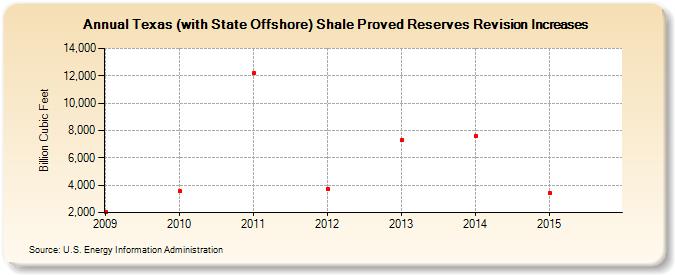 Annual Texas (with State Offshore) Shale Proved Reserves Revision Increases
Billion Cubic Feet
14,000
12,000
10,000
8,000
6,000
4,000
2,000
2009 2010 2011 2012 2013 2014 2015
Source: U.S. Energy Information Administration